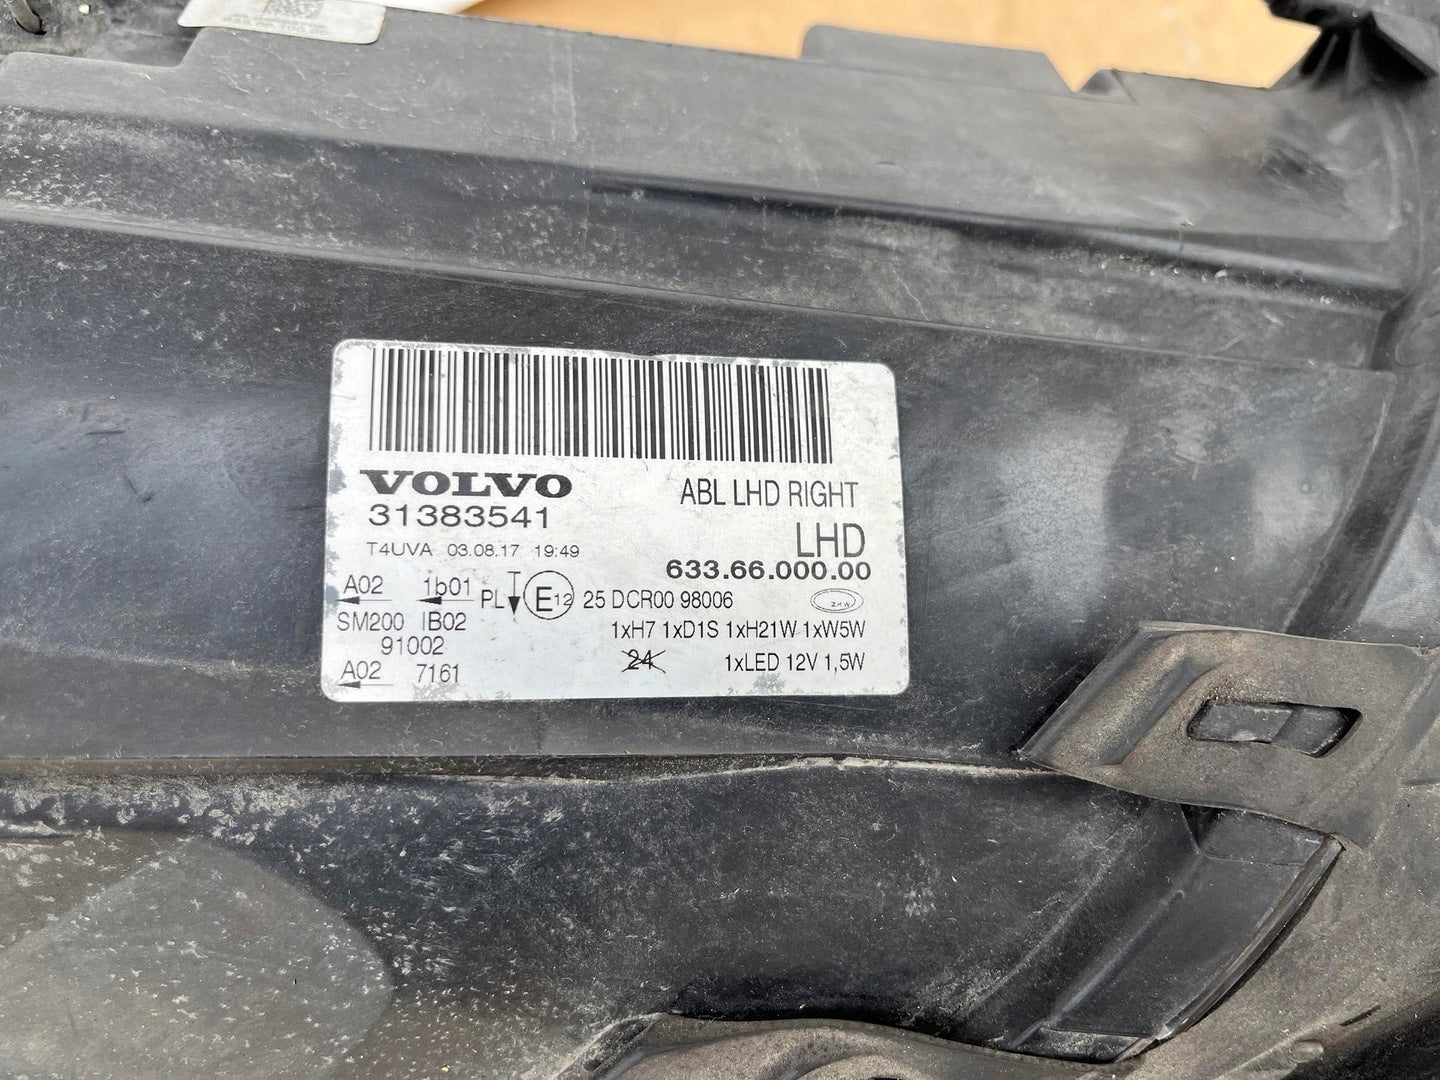 VOLVO
31383541
ABL LHD RIGHT
LHD
T4UVA 03.08.17 19:49
633.66.000.00
A02 1b01 PL E12 25 DCR00 98006 ZKW
SM200 IB02
1xH7 1xD1S 1xH21W 1xW5W
91002
24
1xLED 12V 1,5W
A02 7161